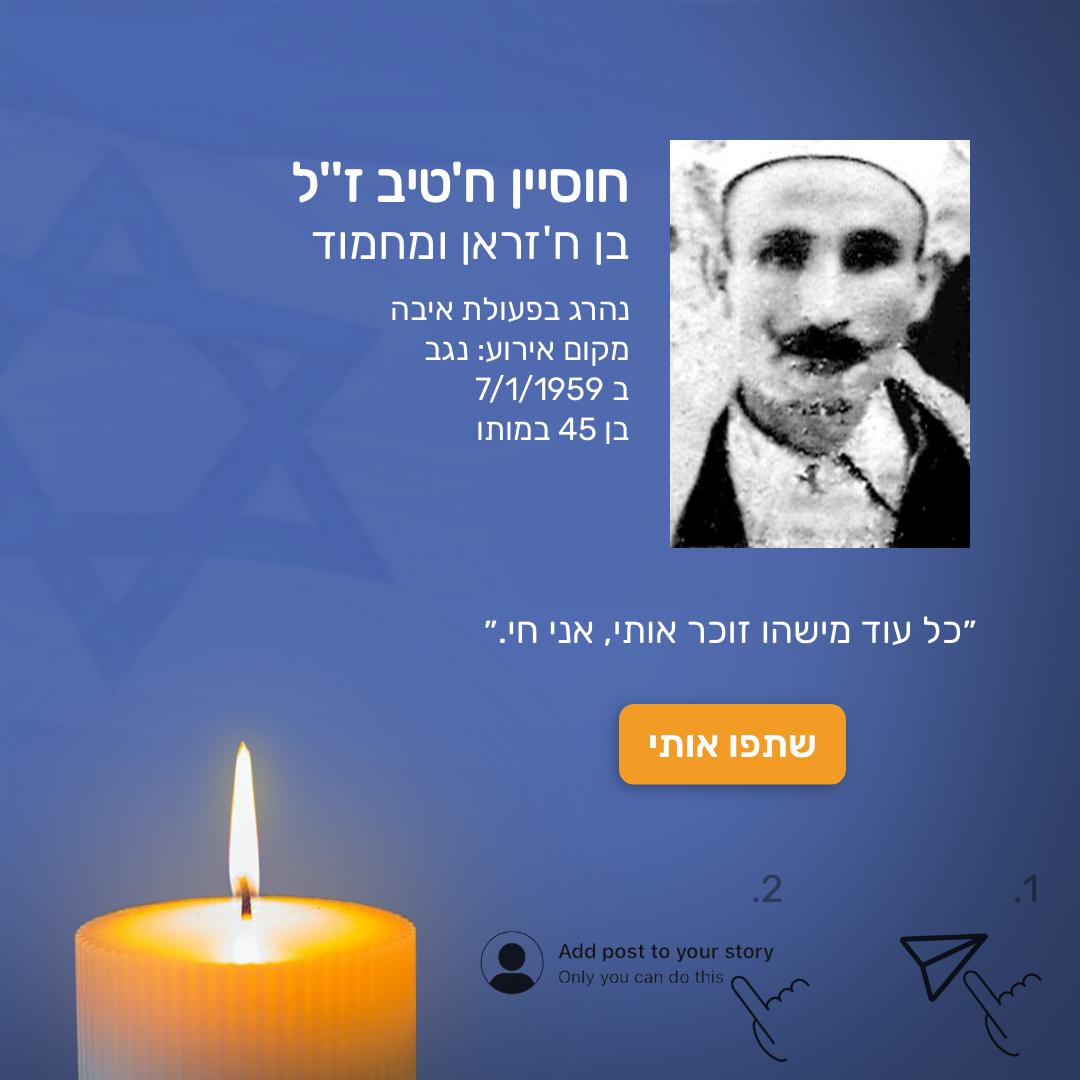 חוסיין ח'טיב ז''ל
בן ח'זראן ומחמוד
נהרג בפעולת איבה
מקום אירוע: נגב
ב 7/1/1959
בן 45 במותו
״כל עוד מישהו זוכר אותי, אני חי.״
שתפו אותי
1.
2.
Add post to your story
Only you can do this